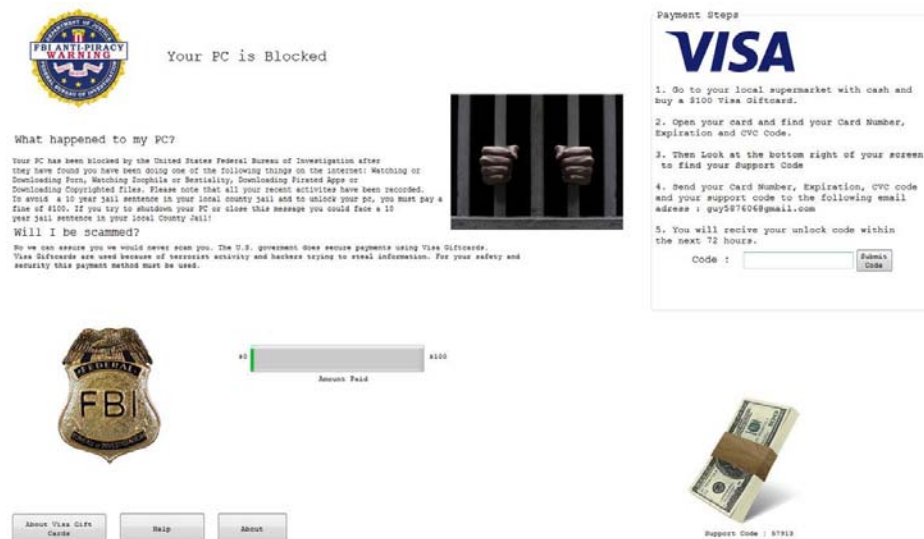 DEPARTMENT OF JUSTICE
FBI ANTI-PIRACY
WARNING
FEDERAL BUREAU OF INVESTIGATION
Your PC is Blocked
What happened to my PC?
Your PC has been blocked by the United States Federal Bureau of Investigation after
they have found you have been doing one of the following things on the internet: Watching or
Downloading Porn, Watching Zoophila or Bestiality, Downloading Pirated Apps or
Downloading Copyrighted files. Please note that all your recent activites have been recorded.
To avoid a 10 year jail sentence in your local county jail and to unlock your pc, you must pay a
fine of $100. If you try to shutdown your PC or close this message you could face a 10
year jail sentence in your local County Jail!
Will I be scammed?
No we can assure you we would never scam you. The U.S. goverment does secure payments using Visa Giftcards.
Visa Giftcards are used because of terrorist activity and hackers trying to steal information. For your safety and
security this payment method must be used.
FEDERAL
FBI
$0
$100
Amount Paid
About Visa Gift
Cards
Help
About
Payment Steps
VISA
1. Go to your local supermarket with cash and
buy a $100 Visa Giftcard.
2. Open your card and find your Card Number,
Expiration and CVC Code.
3. Then Look at the bottom right of your screen
to find your Support Code
4. Send your Card Number, Expiration, CVC code
and your support code to the following email
adress : guy587606@gmail.com
5. You will recive your unlock code within
the next 72 hours.
Code :
Submit
Code
Support Code : 57913